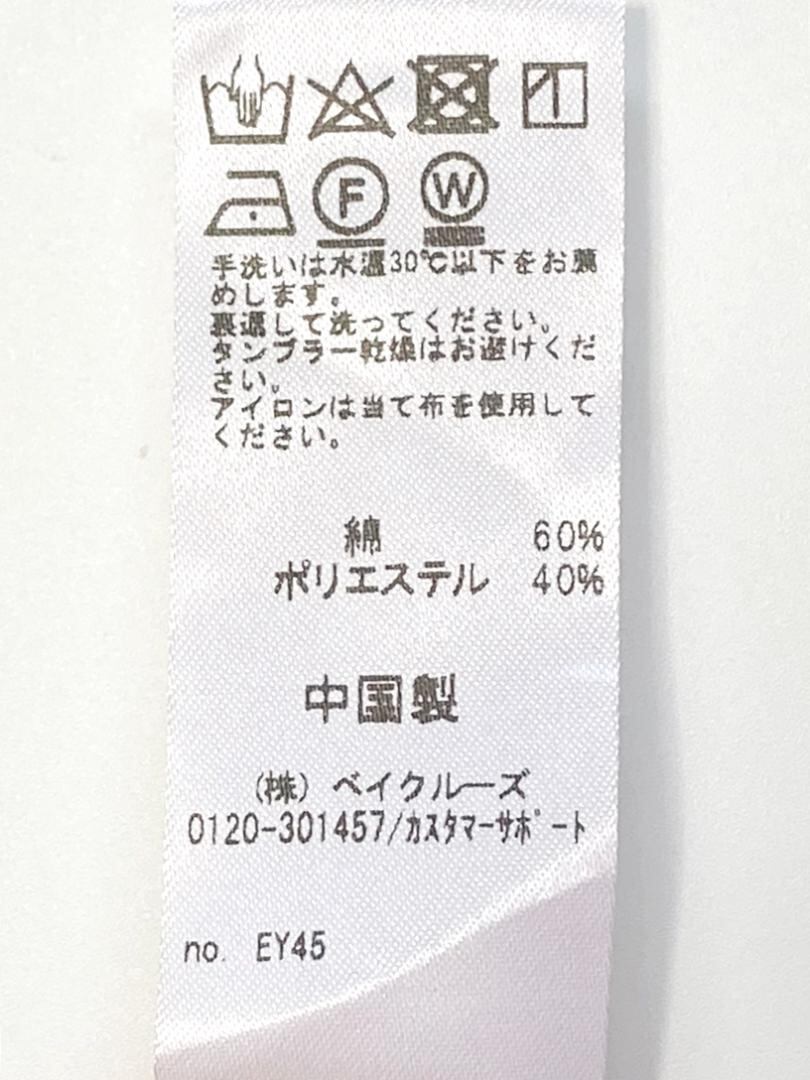 F W
手洗いは水温30℃以下をお薦
めします。
裏返して洗ってください。
タンブラー乾燥はお避けくだ
さい。
アイロンは当て布を使用して
ください。
綿 60%
ポリエステル 40%
中国製
(株) ベイクルーズ
0120-301457/ｶｽﾀﾏｰｻﾎﾟｰﾄ
no. EY45